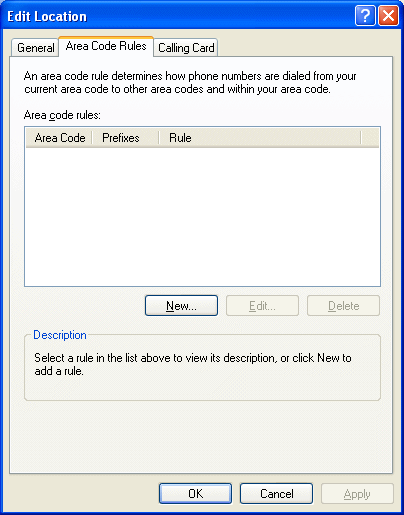 Edit Location
General Area Code Rules Calling Card
An area code rule determines how phone numbers are dialed from your
current area code to other area codes and within your area code.
Area code rules:
Area Code Prefixes Rule
New... Edit... Delete
Description
Select a rule in the list above to view its description, or click New to
add a rule.
OK Cancel Apply